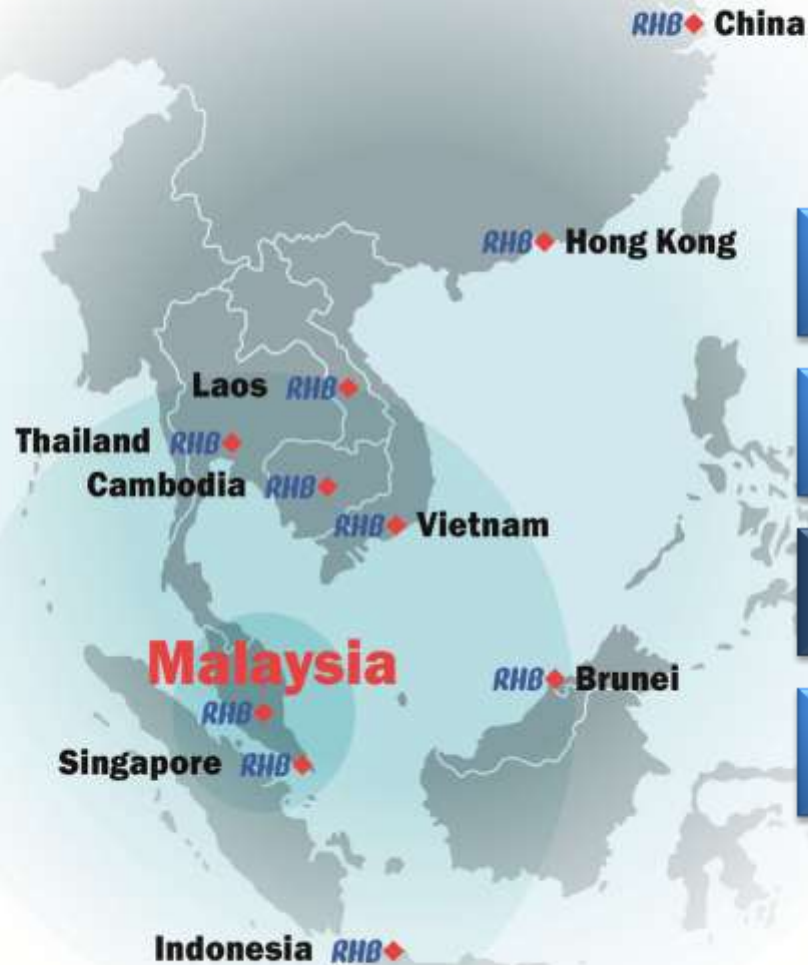 RHB China
RHB Hong Kong
Laos RHB
Thailand RHB
Cambodia RHB
RHB Vietnam
Malaysia
RHB
RHB Brunei
Singapore RHB
Indonesia RHB